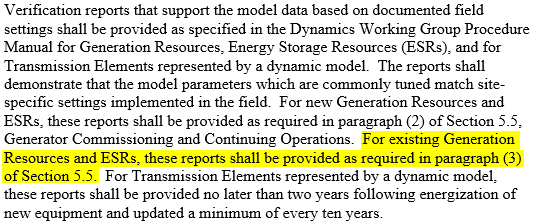 Verification reports that support the model data based on documented field
settings shall be provided as specified in the Dynamics Working Group Procedure
Manual for Generation Resources, Energy Storage Resources (ESRs), and for
Transmission Elements represented by a dynamic model.  The reports shall
demonstrate that the model parameters which are commonly tuned match site-
specific settings implemented in the field.  For new Generation Resources and
ESRs, these reports shall be provided as required in paragraph (2) of Section 5.5,
Generator Commissioning and Continuing Operations.  For existing Generation
Resources and ESRs, these reports shall be provided as required in paragraph (3)
of Section 5.5.  For Transmission Elements represented by a dynamic model,
these reports shall be provided no later than two years following energization of
new equipment and updated a minimum of every ten years.